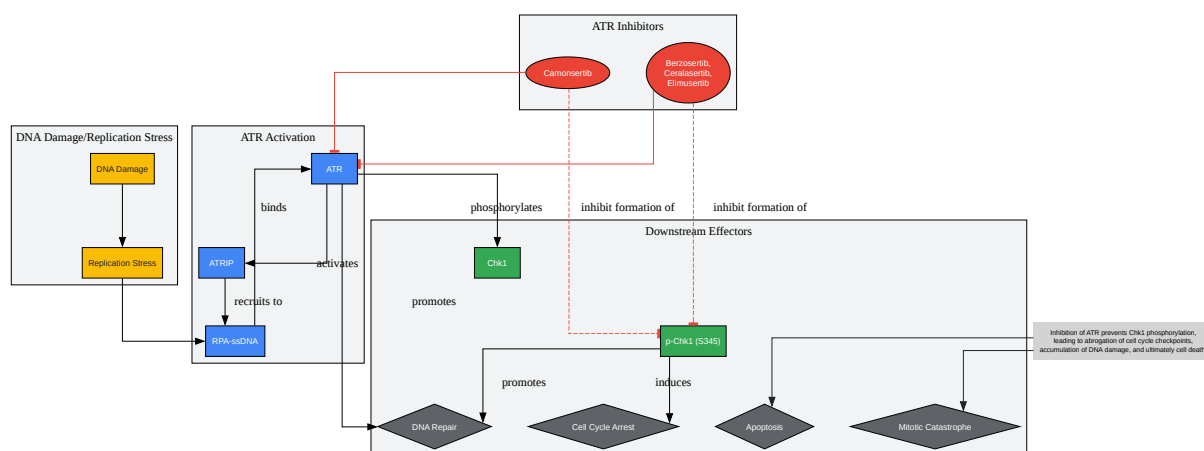 ATR Inhibitors
Camonsertib
Berzosertib,
Ceralasertib,
Elimusertib
DNA Damage/Replication Stress
DNA Damage
Replication Stress
ATR Activation
ATR
binds
ATRIP
activates
recruits to
RPA-ssDNA
phosphorylates
inhibit formation of
inhibit formation of
Downstream Effectors
Chk1
promotes
p-Chk1 (S345)
promotes
induces
DNA Repair
Cell Cycle Arrest
Apoptosis
Mitotic Catastrophe
Inhibition of ATR prevents Chk1 phosphorylation,
leading to abrogation of cell cycle checkpoints,
accumulation of DNA damage, and ultimately cell death